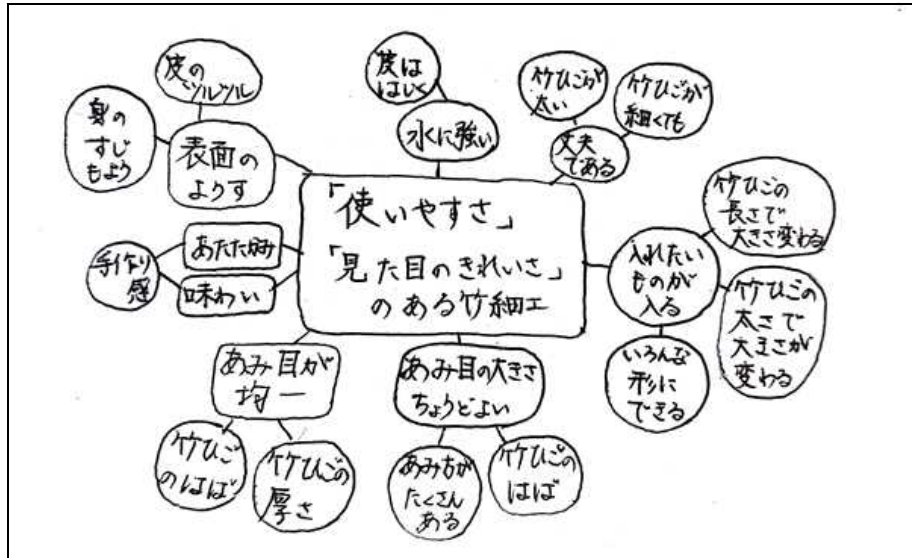 皮の
ツルツル
身の
すじ
もよう
表面の
ようす
皮は
はじく
水に強い
竹ひごが
太い
竹ひごが
細くても
丈夫
である
「使いやすさ」
「見た目のきれいさ」
のある竹細工
竹ひごの
長さで
大きさ変わる
入れたい
ものが
入る
竹ひごの
太さで
大きさが
変わる
いろんな
形に
できる
手作り
感
あたたかみ
味わい
あみ目が
均一
竹ひご
のはば
竹ひごの
厚さ
あみ目の大きさ
ちょうどよい
あみ方が
たくさん
ある
竹ひごの
はば